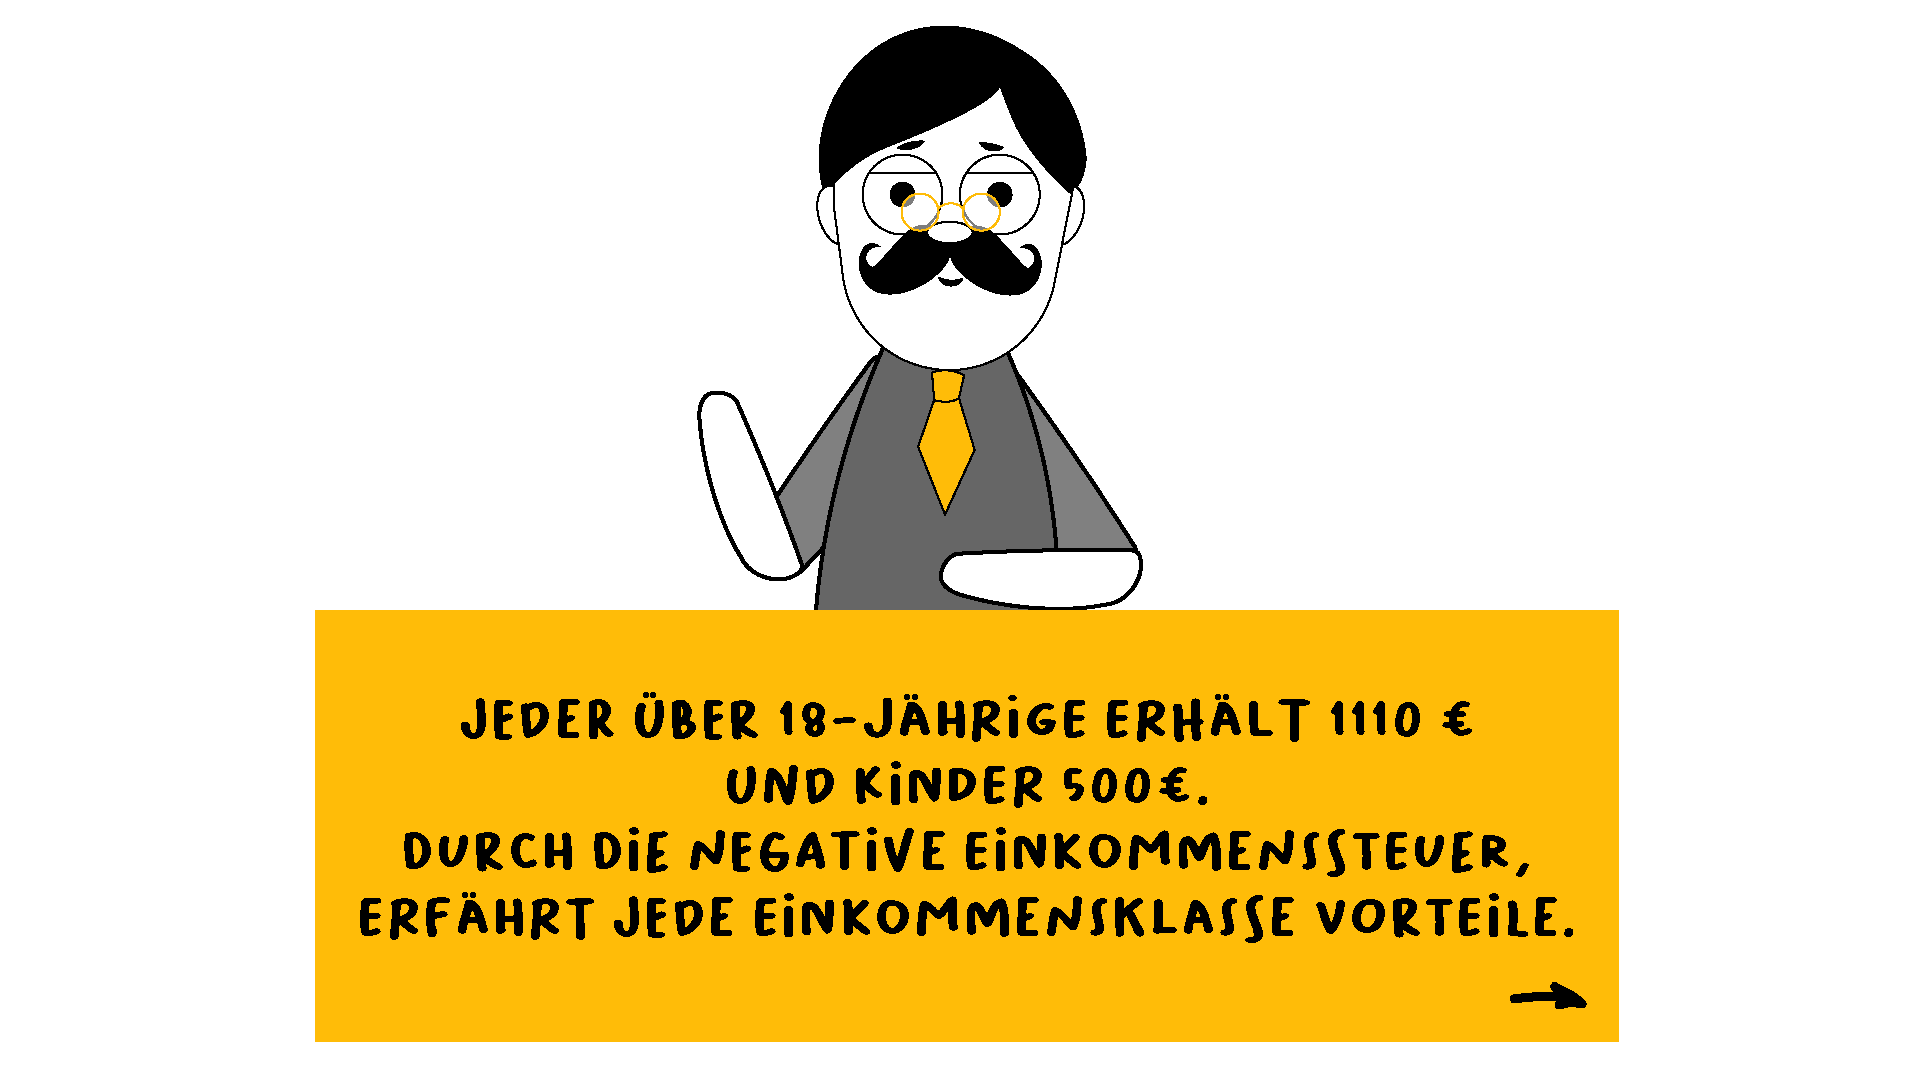 JEDER ÜBER 18-JÄHRiGE ERHÄLT 1110 €
UND KiNDER 500€.
DURCH DiE NEGATiVE EiNKOMMENSSTEUER,
ERFÄHRT JEDE EiNKOMMENSKLASSE VORTEiLE.